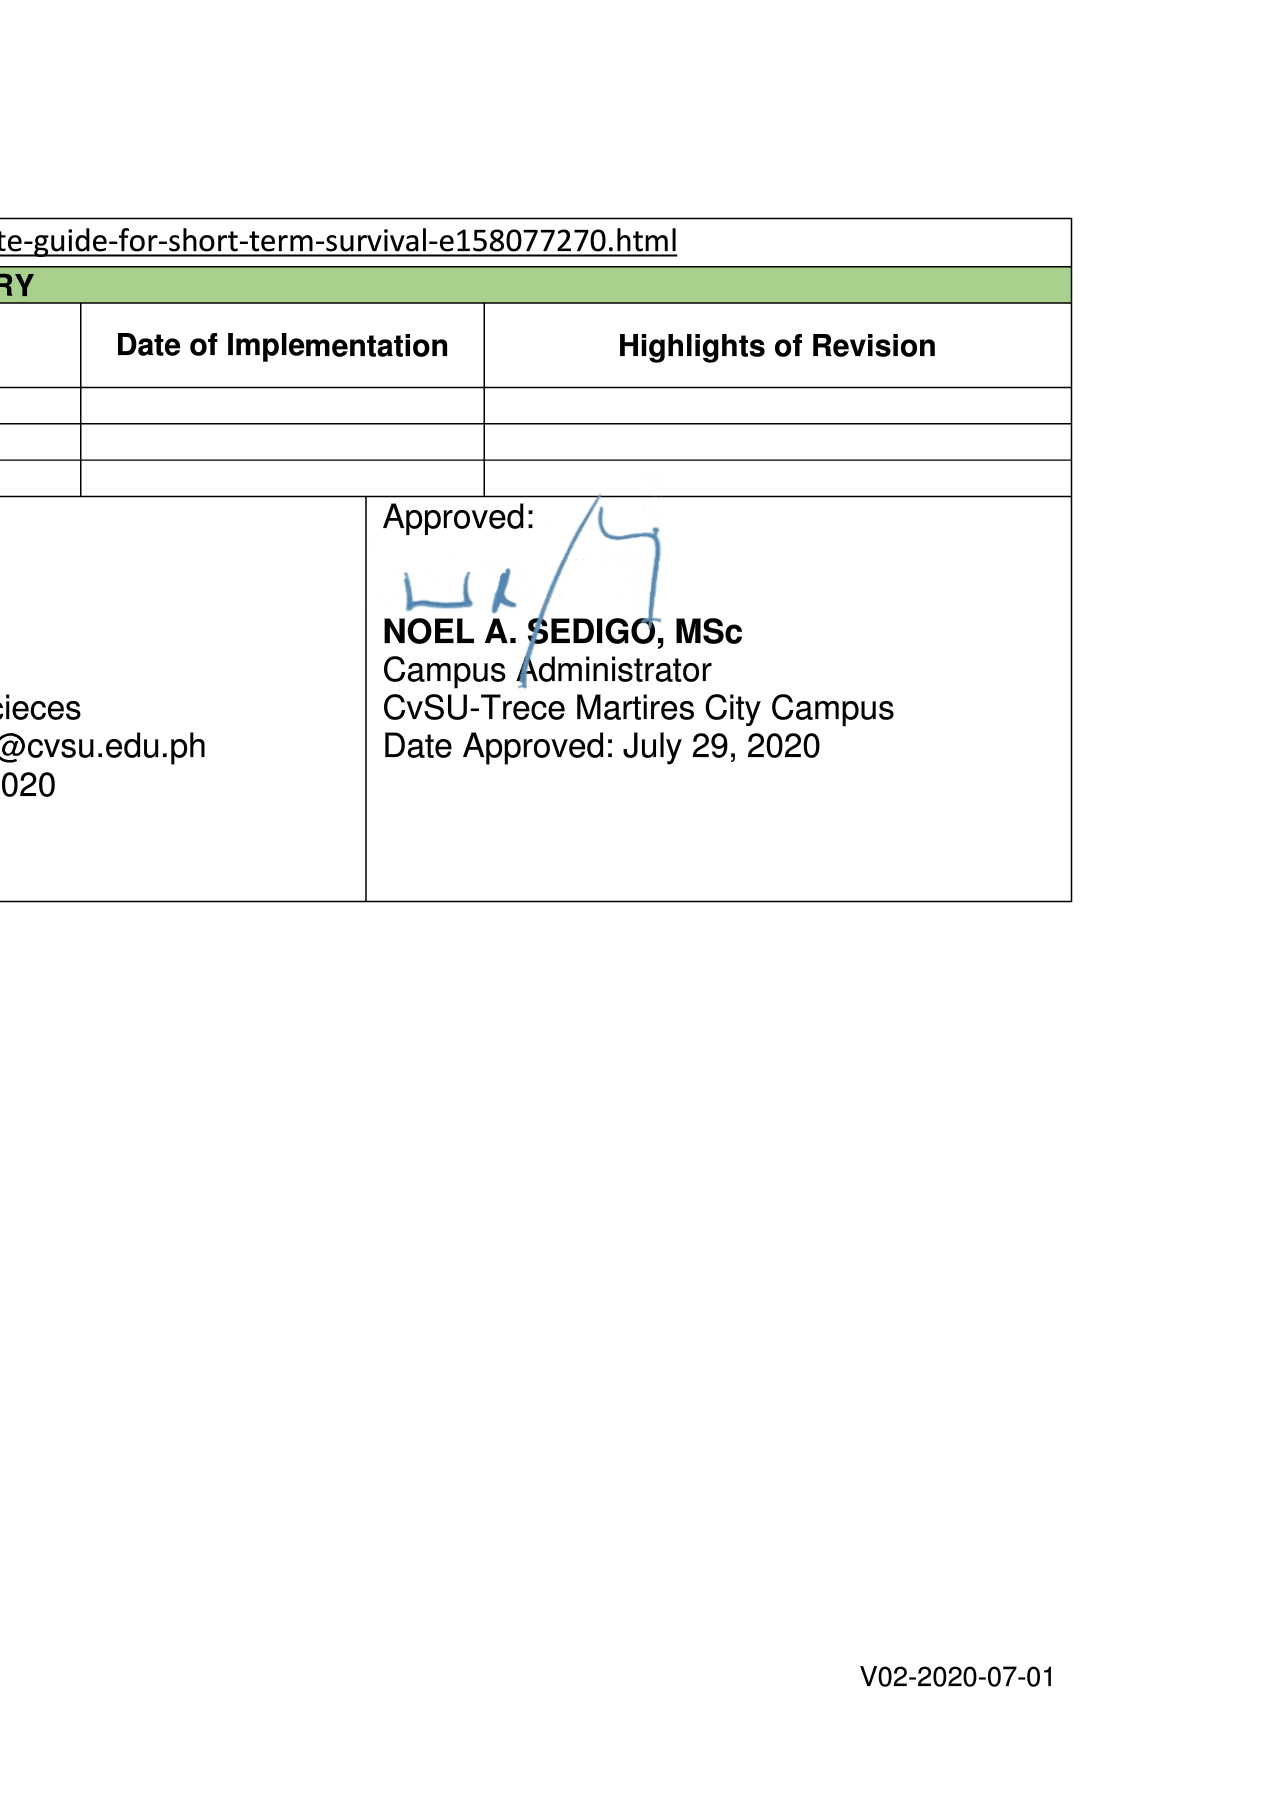 te-guide-for-short-term-survival-e158077270.html
RY
Date of Implementation
Highlights of Revision
Approved:
NOEL A. SEDIGO, MSc
Campus Administrator
CvSU-Trece Martires City Campus
Date Approved: July 29, 2020
cieces
@cvsu.edu.ph
020
V02-2020-07-01